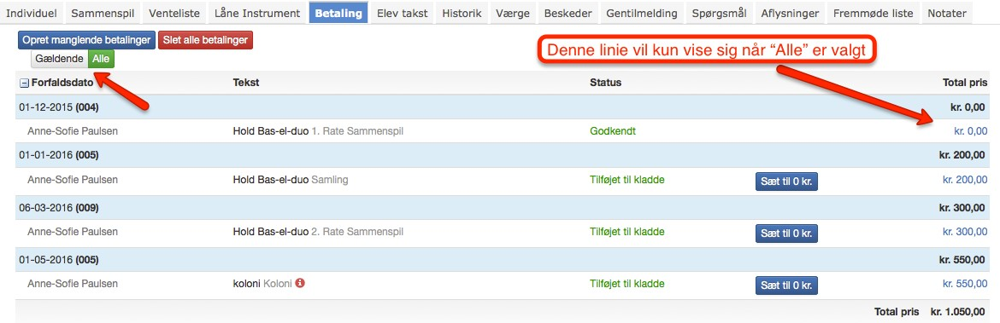 Individuel Sammenspil Venteliste Låne Instrument Betaling Elev takst Historik Værge Beskeder Gentilmelding Spørgsmål Aflysninger Fremmøde liste Notater
Opret manglende betalinger Slet alle betalinger
Denne linie vil kun vise sig når “Alle” er valgt
Gældende Alle
Forfaldsdato Tekst Status Total pris
01-12-2015 (004) kr. 0,00
Anne-Sofie Paulsen Hold Bas-el-duo 1. Rate Sammenspil Godkendt kr. 0,00
01-01-2016 (005) kr. 200,00
Anne-Sofie Paulsen Hold Bas-el-duo Samling Tilføjet til kladde Sæt til 0 kr. kr. 200,00
06-03-2016 (009) kr. 300,00
Anne-Sofie Paulsen Hold Bas-el-duo 2. Rate Sammenspil Tilføjet til kladde Sæt til 0 kr. kr. 300,00
01-05-2016 (005) kr. 550,00
Anne-Sofie Paulsen koloni Koloni Tilføjet til kladde Sæt til 0 kr. kr. 550,00
Total pris kr. 1.050,00